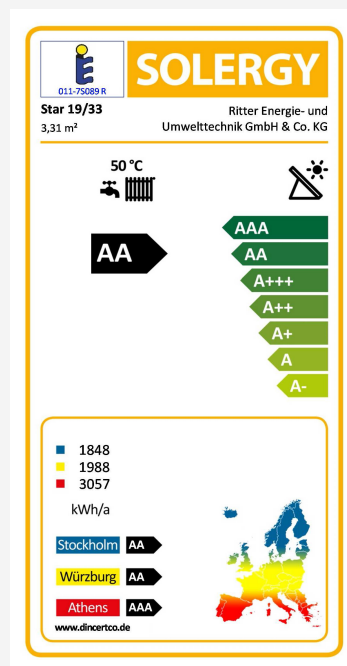 SOLERGY
011-7S089 R
Star 19/33
Ritter Energie- und
3,31 m²
Umwelttechnik GmbH & Co. KG
50 °C
AA
AAA
AA
A+++
A++
A+
A
A-
1848
1988
3057
kWh/a
Stockholm AA
Würzburg AA
Athens AAA
www.dincertco.de